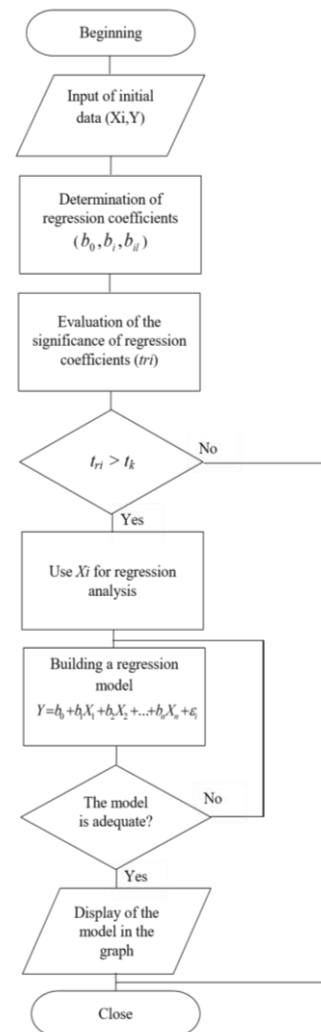 Beginning
Input of initial
data (Xi,Y)
Determination of
regression coefficients
(b₀,bᵢ,bᵢₗ)
Evaluation of the
significance of regression
coefficients (tri)
tᵣᵢ > tₖ
No
Yes
Use Xi for regression
analysis
Building a regression
model
Y=b₀+b₁X₁+b₂X₂+...+bₙXₙ+εᵢ
The model
is adequate?
No
Yes
Display of the
model in the
graph
Close